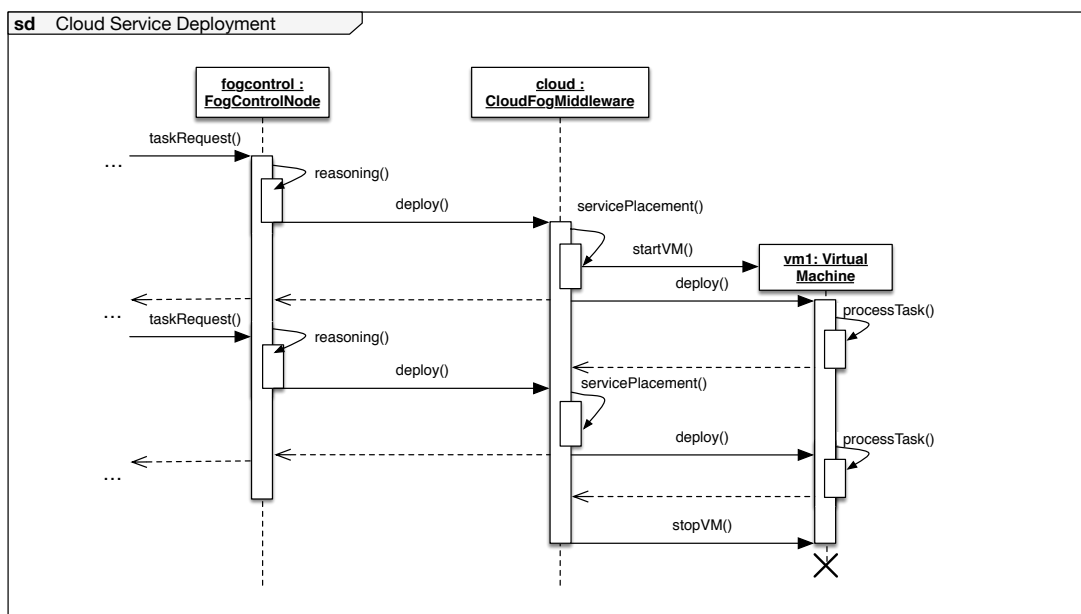 sd Cloud Service Deployment
fogcontrol :
FogControlNode
cloud :
CloudFogMiddleware
taskRequest()
...
reasoning()
deploy()
servicePlacement()
startVM()
vm1: Virtual
Machine
deploy()
...
processTask()
taskRequest()
reasoning()
deploy()
servicePlacement()
deploy()
processTask()
...
stopVM()